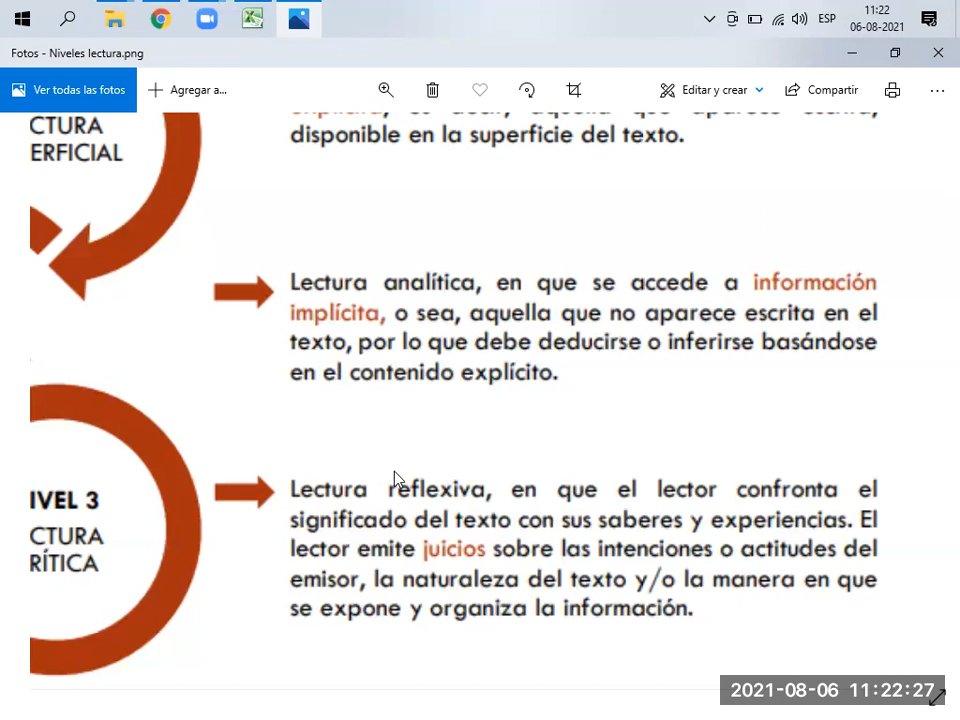 11:22
ESP
06-08-2021
Fotos - Niveles lectura.png
Ver todas las fotos
Agregar a...
Editar y crear
Compartir
CTURA
ERFICIAL
disponible en la superficie del texto.
Lectura analítica, en que se accede a información
implícita, o sea, aquella que no aparece escrita en el
texto, por lo que debe deducirse o inferirse basándose
en el contenido explícito.
IVEL 3
CTURA
RÍTICA
Lectura reflexiva, en que el lector confronta el
significado del texto con sus saberes y experiencias. El
lector emite juicios sobre las intenciones o actitudes del
emisor, la naturaleza del texto y/o la manera en que
se expone y organiza la información.
2021-08-06 11:22:27